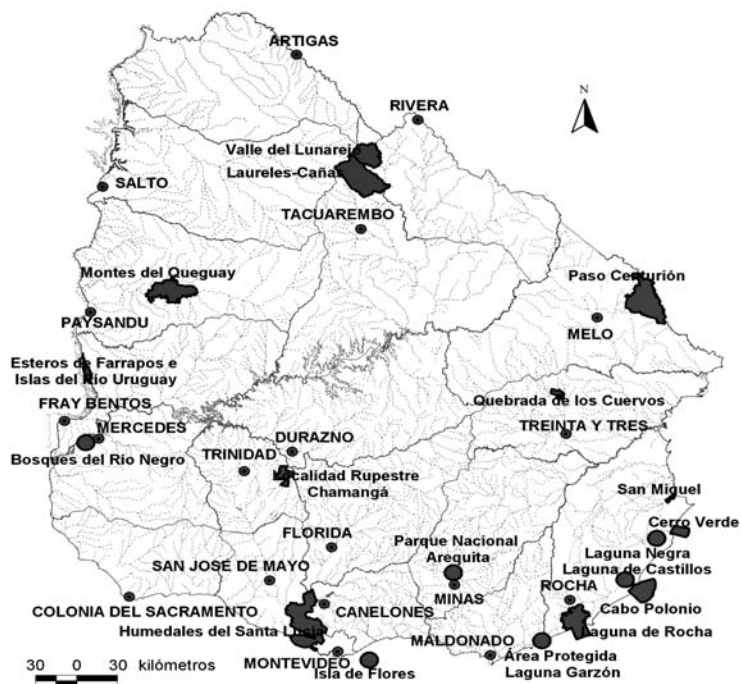 ARTIGAS
N
RIVERA
Valle del Lunarejo
Laureles-Cañas
SALTO
TACUAREMBO
Montes del Queguay
Paso Centurión
PAYSANDU
MELO
Esteros de Farrapos e
Islas del Río Uruguay
Quebrada de los Cuervos
FRAY BENTOS
MERCEDES
TREINTA Y TRES
DURAZNO
Bosques del Río Negro
TRINIDAD
Localidad Rupestre
Chamangá
San Miguel
Cerro Verde
FLORIDA
Parque Nacional
Arequita
Laguna Negra
SAN JOSE DE MAYO
Laguna de Castillos
MINAS
ROCHA
COLONIA DEL SACRAMENTO
CANELONES
Cabo Polonio
Humedales del Santa Lusia
Laguna de Rocha
MALDONADO
MONTEVIDEO
Área Protegida
Laguna Garzón
Isla de Flores
30 0 30 kilómetros